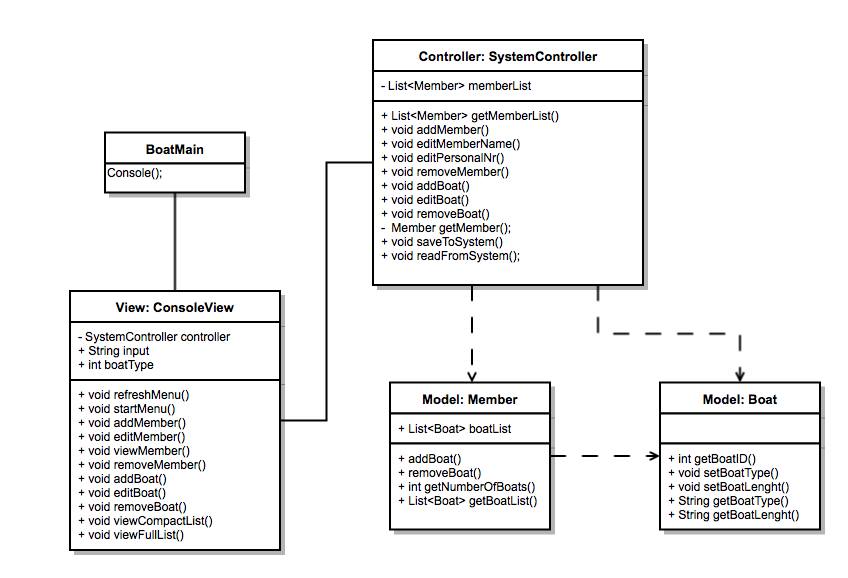 Controller: SystemController
- List<Member> memberList
+ List<Member> getMemberList()
+ void addMember()
+ void editMemberName()
+ void editPersonalNr()
+ void removeMember()
+ void addBoat()
+ void editBoat()
+ void removeBoat()
- Member getMember();
+ void saveToSystem()
+ void readFromSystem();
BoatMain
Console();
View: ConsoleView
- SystemController controller
+ String input
+ int boatType
+ void refreshMenu()
+ void startMenu()
+ void addMember()
+ void editMember()
+ void viewMember()
+ void removeMember()
+ void addBoat()
+ void editBoat()
+ void removeBoat()
+ void viewCompactList()
+ void viewFullList()
Model: Member
+ List<Boat> boatList
+ addBoat()
+ removeBoat()
+ int getNumberOfBoats()
+ List<Boat> getBoatList()
Model: Boat
+ int getBoatID()
+ void setBoatType()
+ void setBoatLenght()
+ String getBoatType()
+ String getBoatLenght()